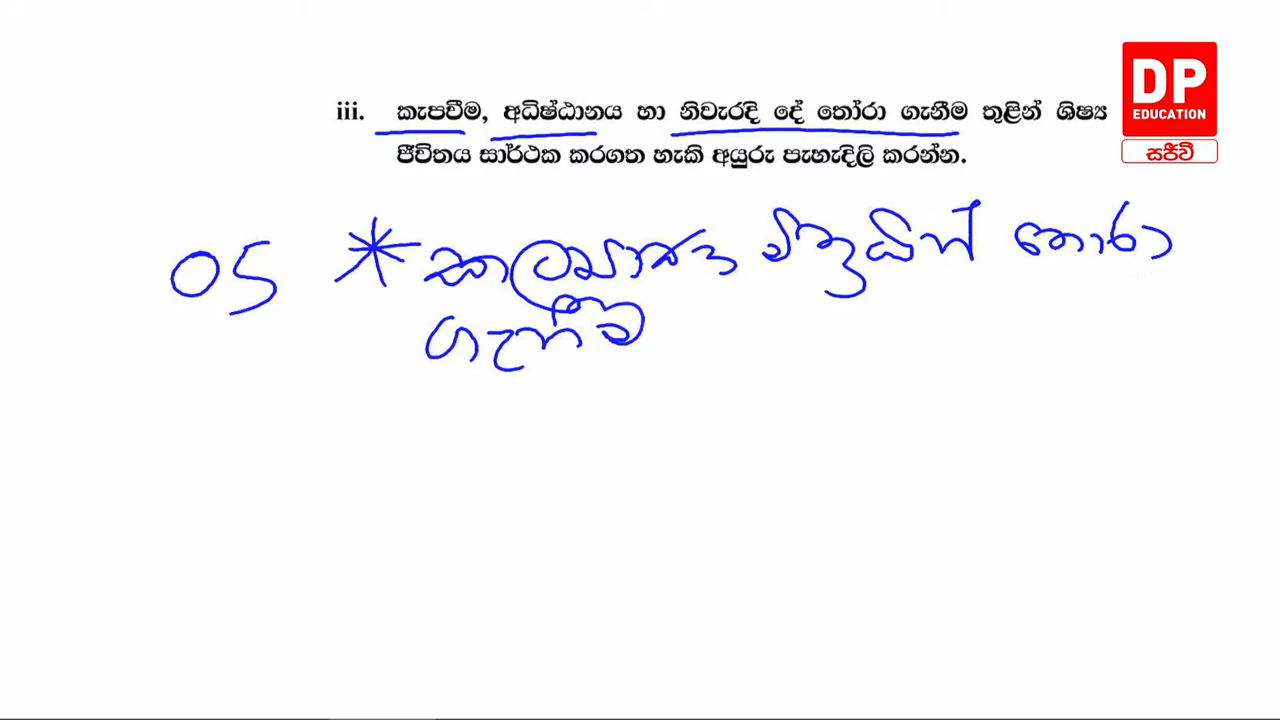 iii. කැපවීම, අධිෂ්ඨානය හා නිවැරදි දේ තෝරා ගැනීම තුළින් ශිෂ්‍ය
ජීවිතය සාර්ථක කරගත හැකි අයුරු පැහැදිලි කරන්න.
DP
EDUCATION
සජීවී
05 * කල්‍යාණ මිත්‍රයින් තොරා
ගැනීම